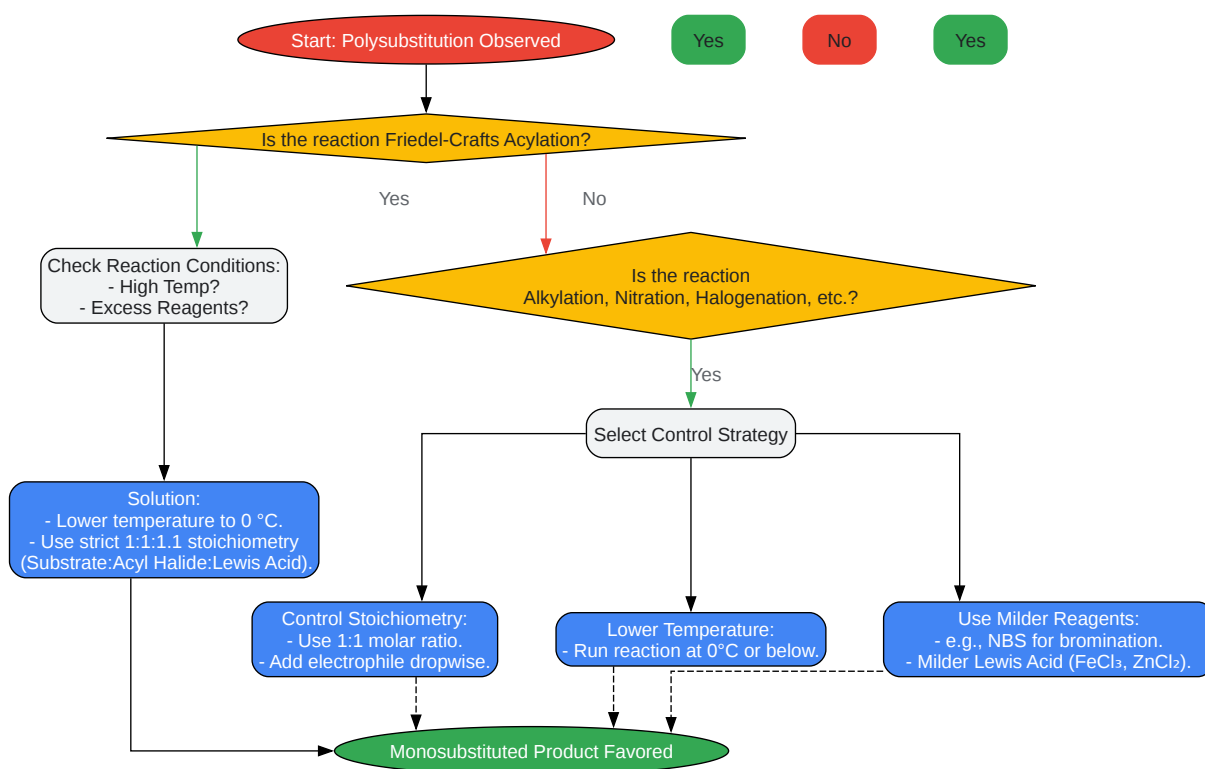 Start: Polysubstitution Observed
Yes
No
Yes
Is the reaction Friedel-Crafts Acylation?
Yes
No
Check Reaction Conditions:
- High Temp?
- Excess Reagents?
Is the reaction
Alkylation, Nitration, Halogenation, etc.?
Yes
Select Control Strategy
Solution:
- Lower temperature to 0 °C.
- Use strict 1:1:1.1 stoichiometry
(Substrate:Acyl Halide:Lewis Acid).
Control Stoichiometry:
- Use 1:1 molar ratio.
- Add electrophile dropwise.
Lower Temperature:
- Run reaction at 0°C or below.
Use Milder Reagents:
- e.g., NBS for bromination.
- Milder Lewis Acid (FeCl₃, ZnCl₂).
Monosubstituted Product Favored